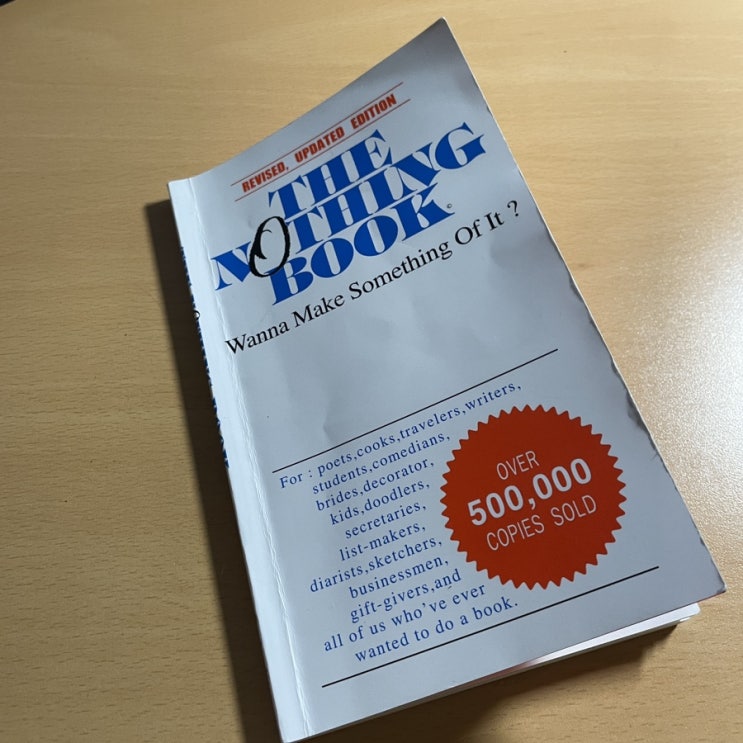 REVISED, UPDATED EDITION
THE
NOTHING
BOOK©
Wanna Make Something Of It ?
For : poets,cooks,travelers,writers,
students,comedians,
brides,decorator,
kids,doodlers,
secretaries,
list-makers,
diarists,sketchers,
businessmen,
gift-givers,and
all of us who've ever
wanted to do a book.
OVER
500,000
COPIES SOLD